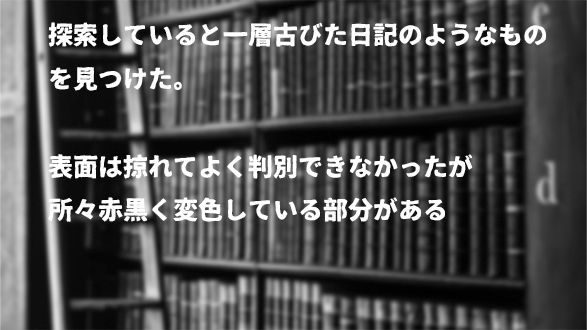 探索していると一層古びた日記のようなもの
を見つけた。
表面は掠れてよく判別できなかったが
所々赤黒く変色している部分がある
d